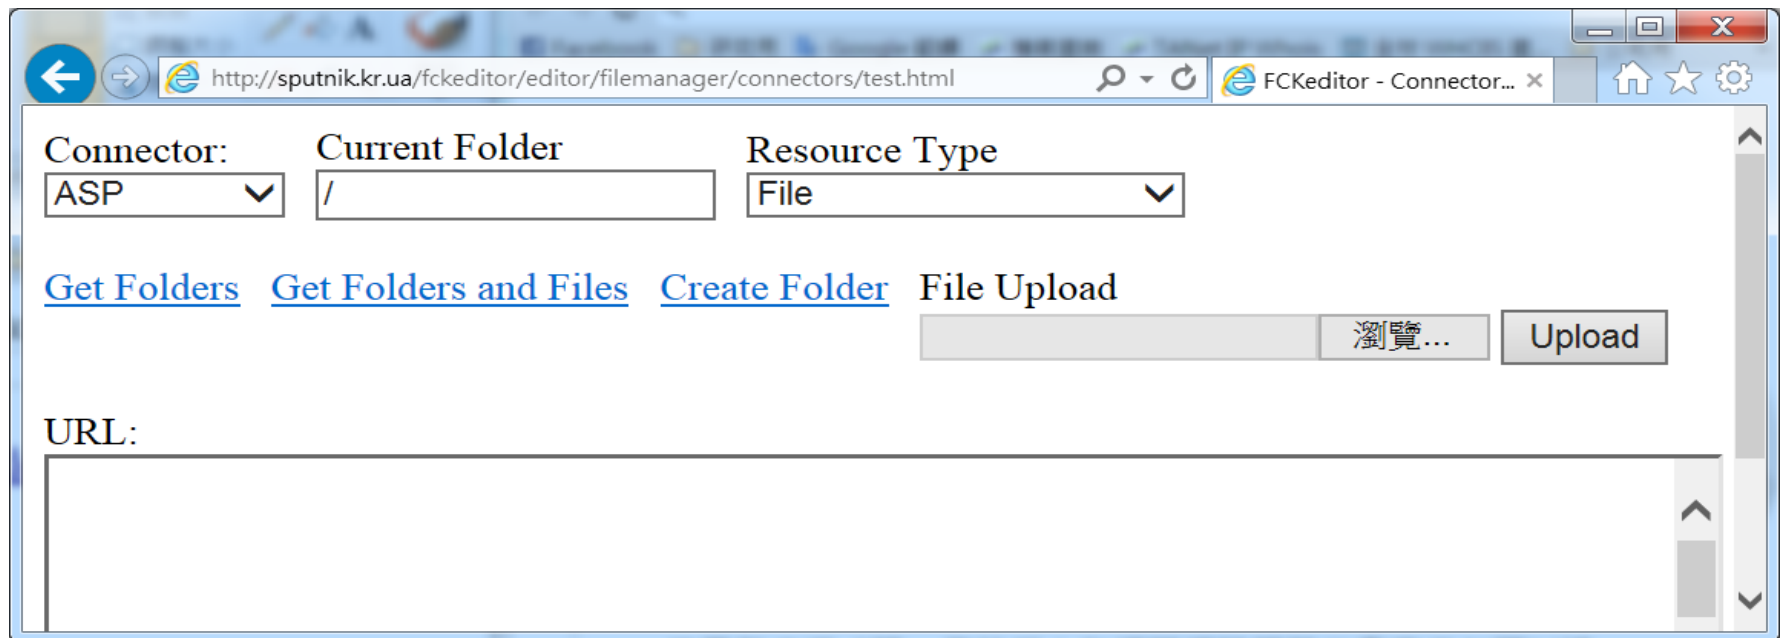 http://sputnik.kr.ua/fckeditor/editor/filemanager/connectors/test.html
FCKeditor - Connector...
Connector: Current Folder Resource Type
ASP / File
Get Folders Get Folders and Files Create Folder File Upload
瀏覽... Upload
URL: